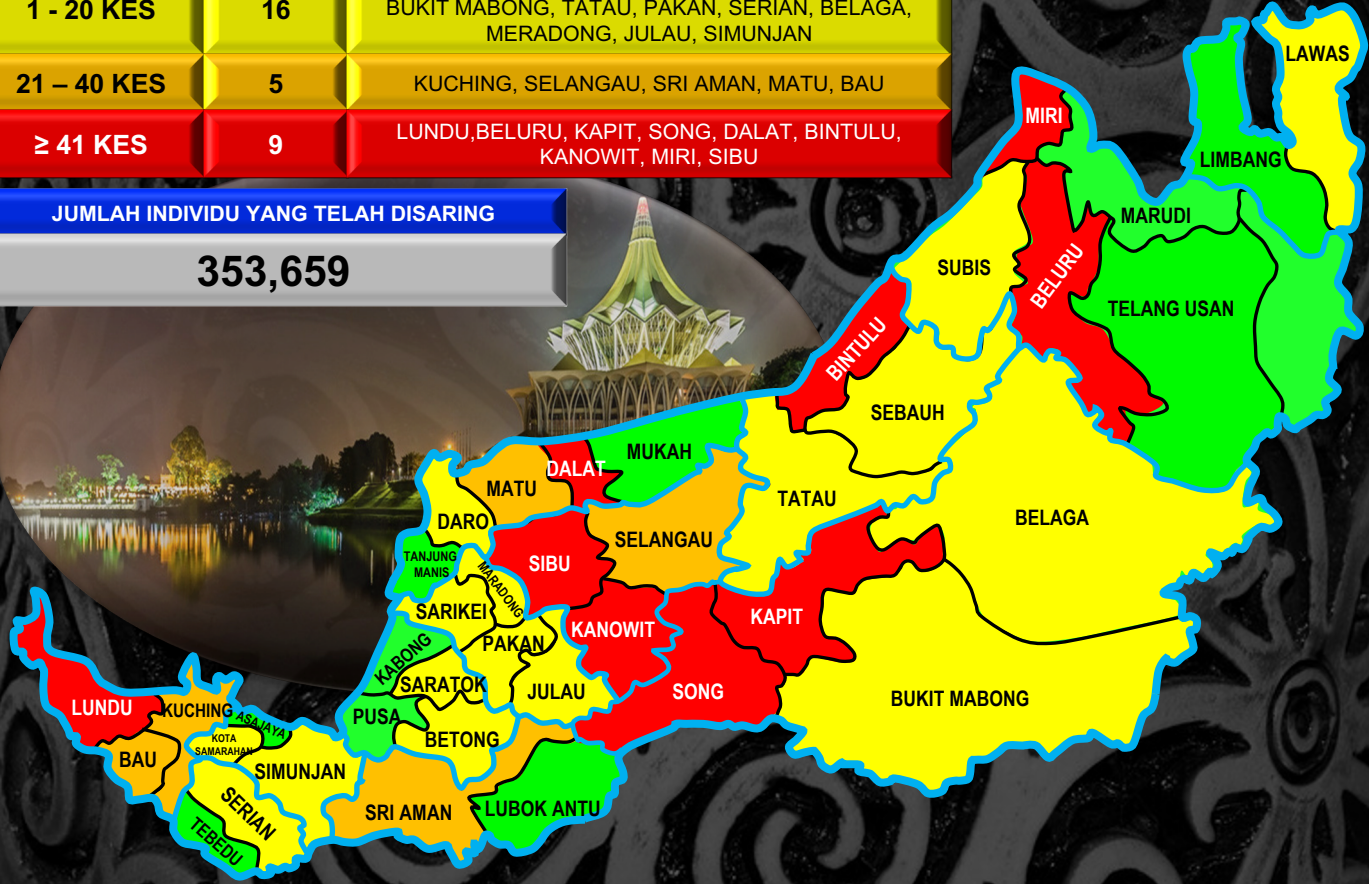 1 - 20 KES
16
BUKIT MABONG, TATAU, PAKAN, SERIAN, BELAGA,
MERADONG, JULAU, SIMUNJAN
21 – 40 KES
5
KUCHING, SELANGAU, SRI AMAN, MATU, BAU
≥ 41 KES
9
LUNDU,BELURU, KAPIT, SONG, DALAT, BINTULU,
KANOWIT, MIRI, SIBU
JUMLAH INDIVIDU YANG TELAH DISARING
353,659
LAWAS
MIRI
LIMBANG
MARUDI
SUBIS
BELURU
TELANG USAN
BINTULU
SEBAUH
MUKAH
DALAT
MATU
TATAU
BELAGA
DARO
SELANGAU
TANJUNG
MANIS
SIBU
MARADONG
SARIKEI
KAPIT
KANOWIT
PAKAN
KABONG
SARATOK
JULAU
SONG
BUKIT MABONG
LUNDU
KUCHING
ASAJAYA
PUSA
KOTA
SAMARAHAN
BETONG
BAU
SIMUNJAN
SERIAN
SRI AMAN
LUBOK ANTU
TEBEDU